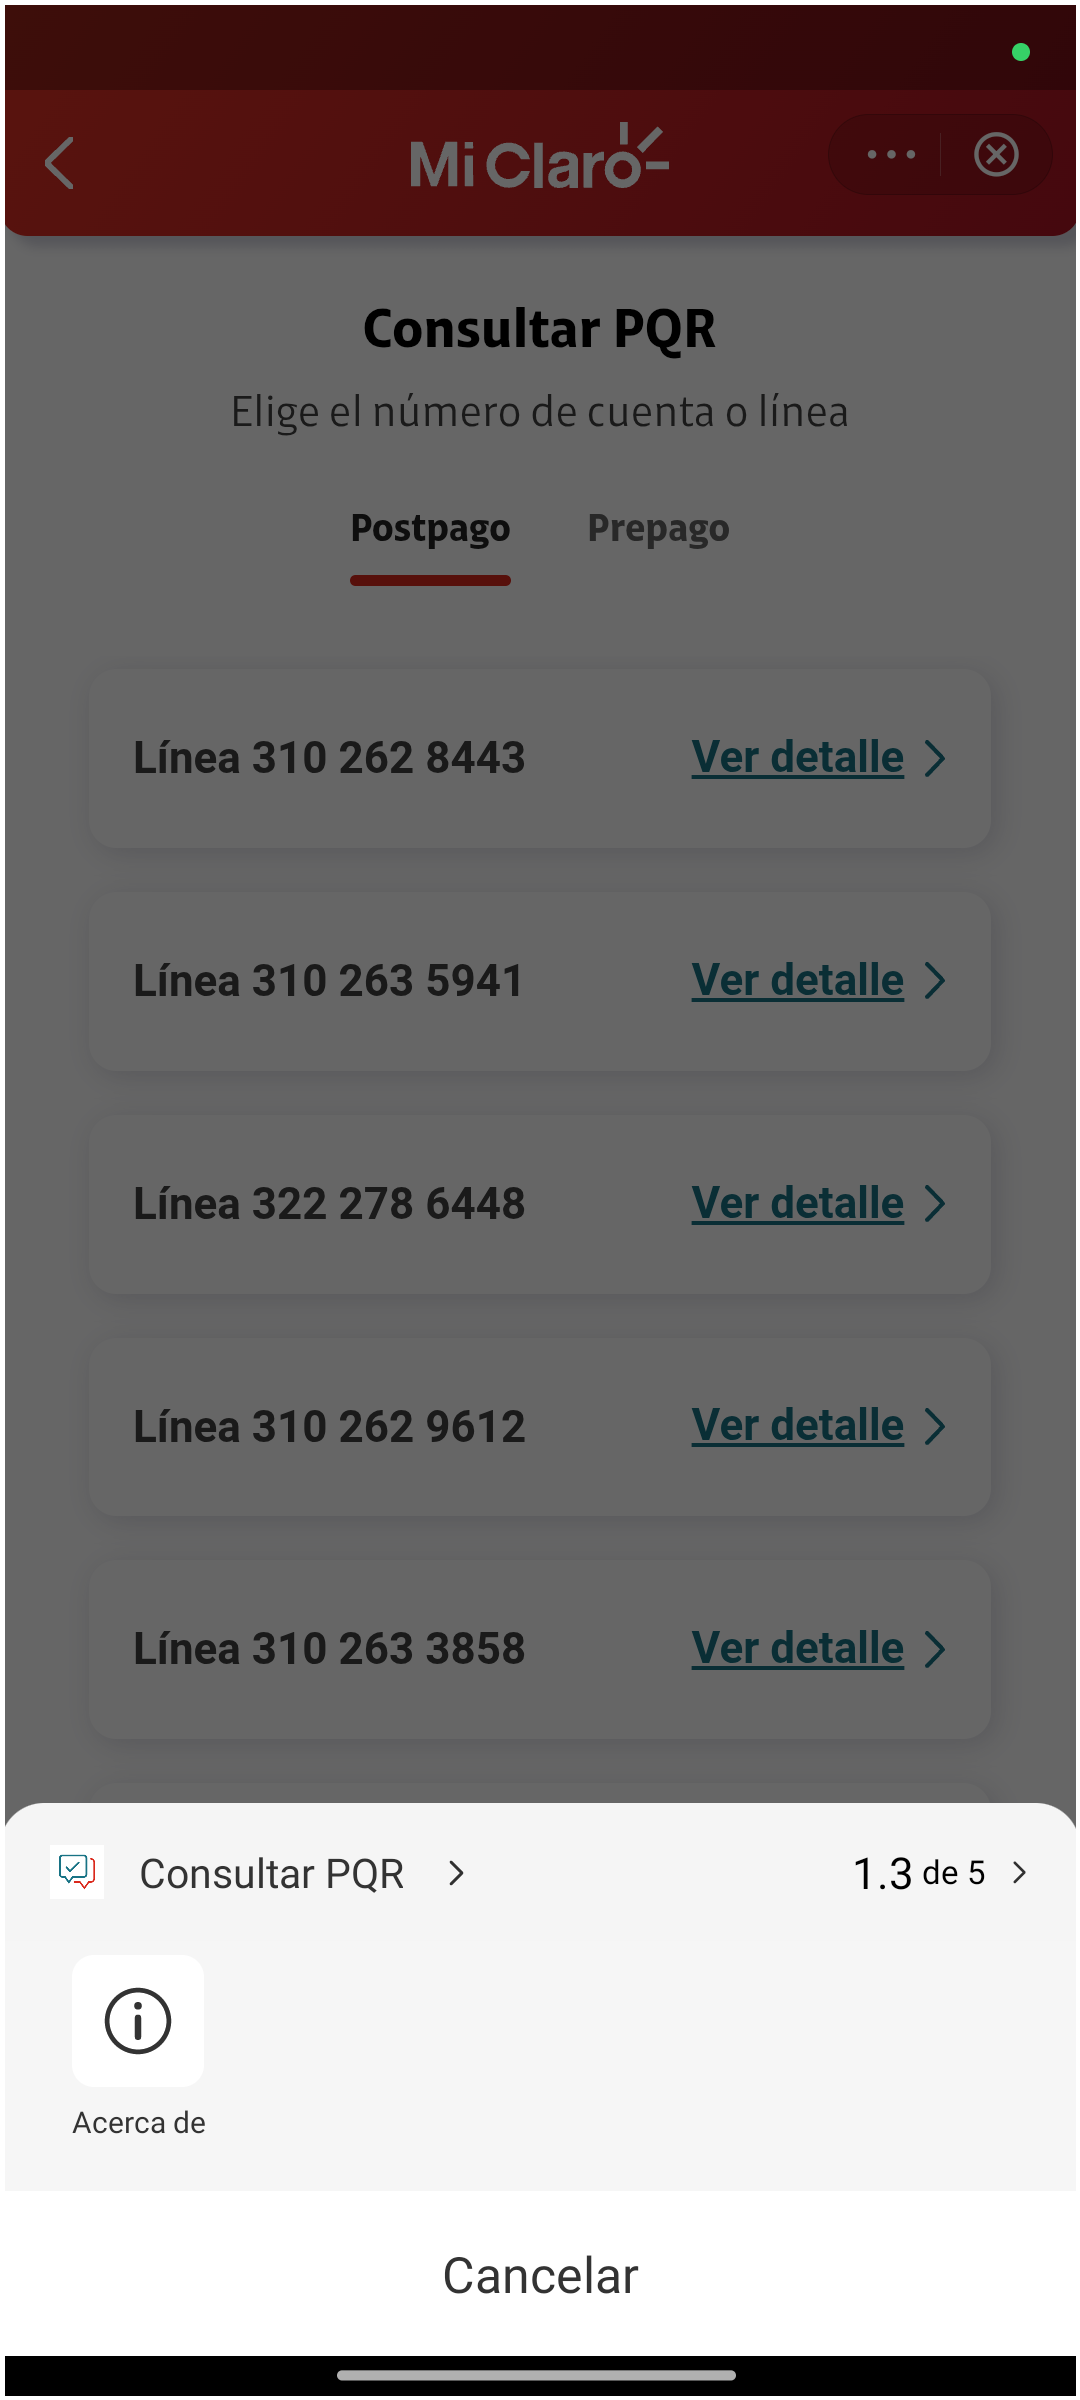 Mi Claro
Consultar PQR
Elige el número de cuenta o línea
Postpago Prepago
Línea 310 262 8443 Ver detalle
Línea 310 263 5941 Ver detalle
Línea 322 278 6448 Ver detalle
Línea 310 262 9612 Ver detalle
Línea 310 263 3858 Ver detalle
Consultar PQR 1.3 de 5
Acerca de
Cancelar